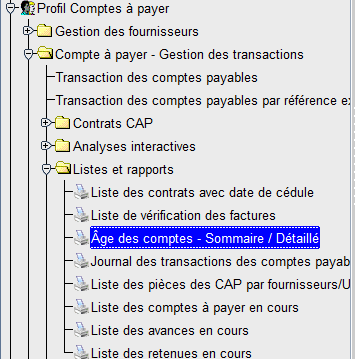 Profil Comptes à payer
Gestion des fournisseurs
Compte à payer - Gestion des transactions
Transaction des comptes payables
Transaction des comptes payables par référence ex
Contrats CAP
Analyses interactives
Listes et rapports
Liste des contrats avec date de cédule
Liste de vérification des factures
Âge des comptes - Sommaire / Détaillé
Journal des transactions des comptes payab
Liste des pièces des CAP par fournisseurs/U
Liste des comptes à payer en cours
Liste des avances en cours
Liste des retenues en cours